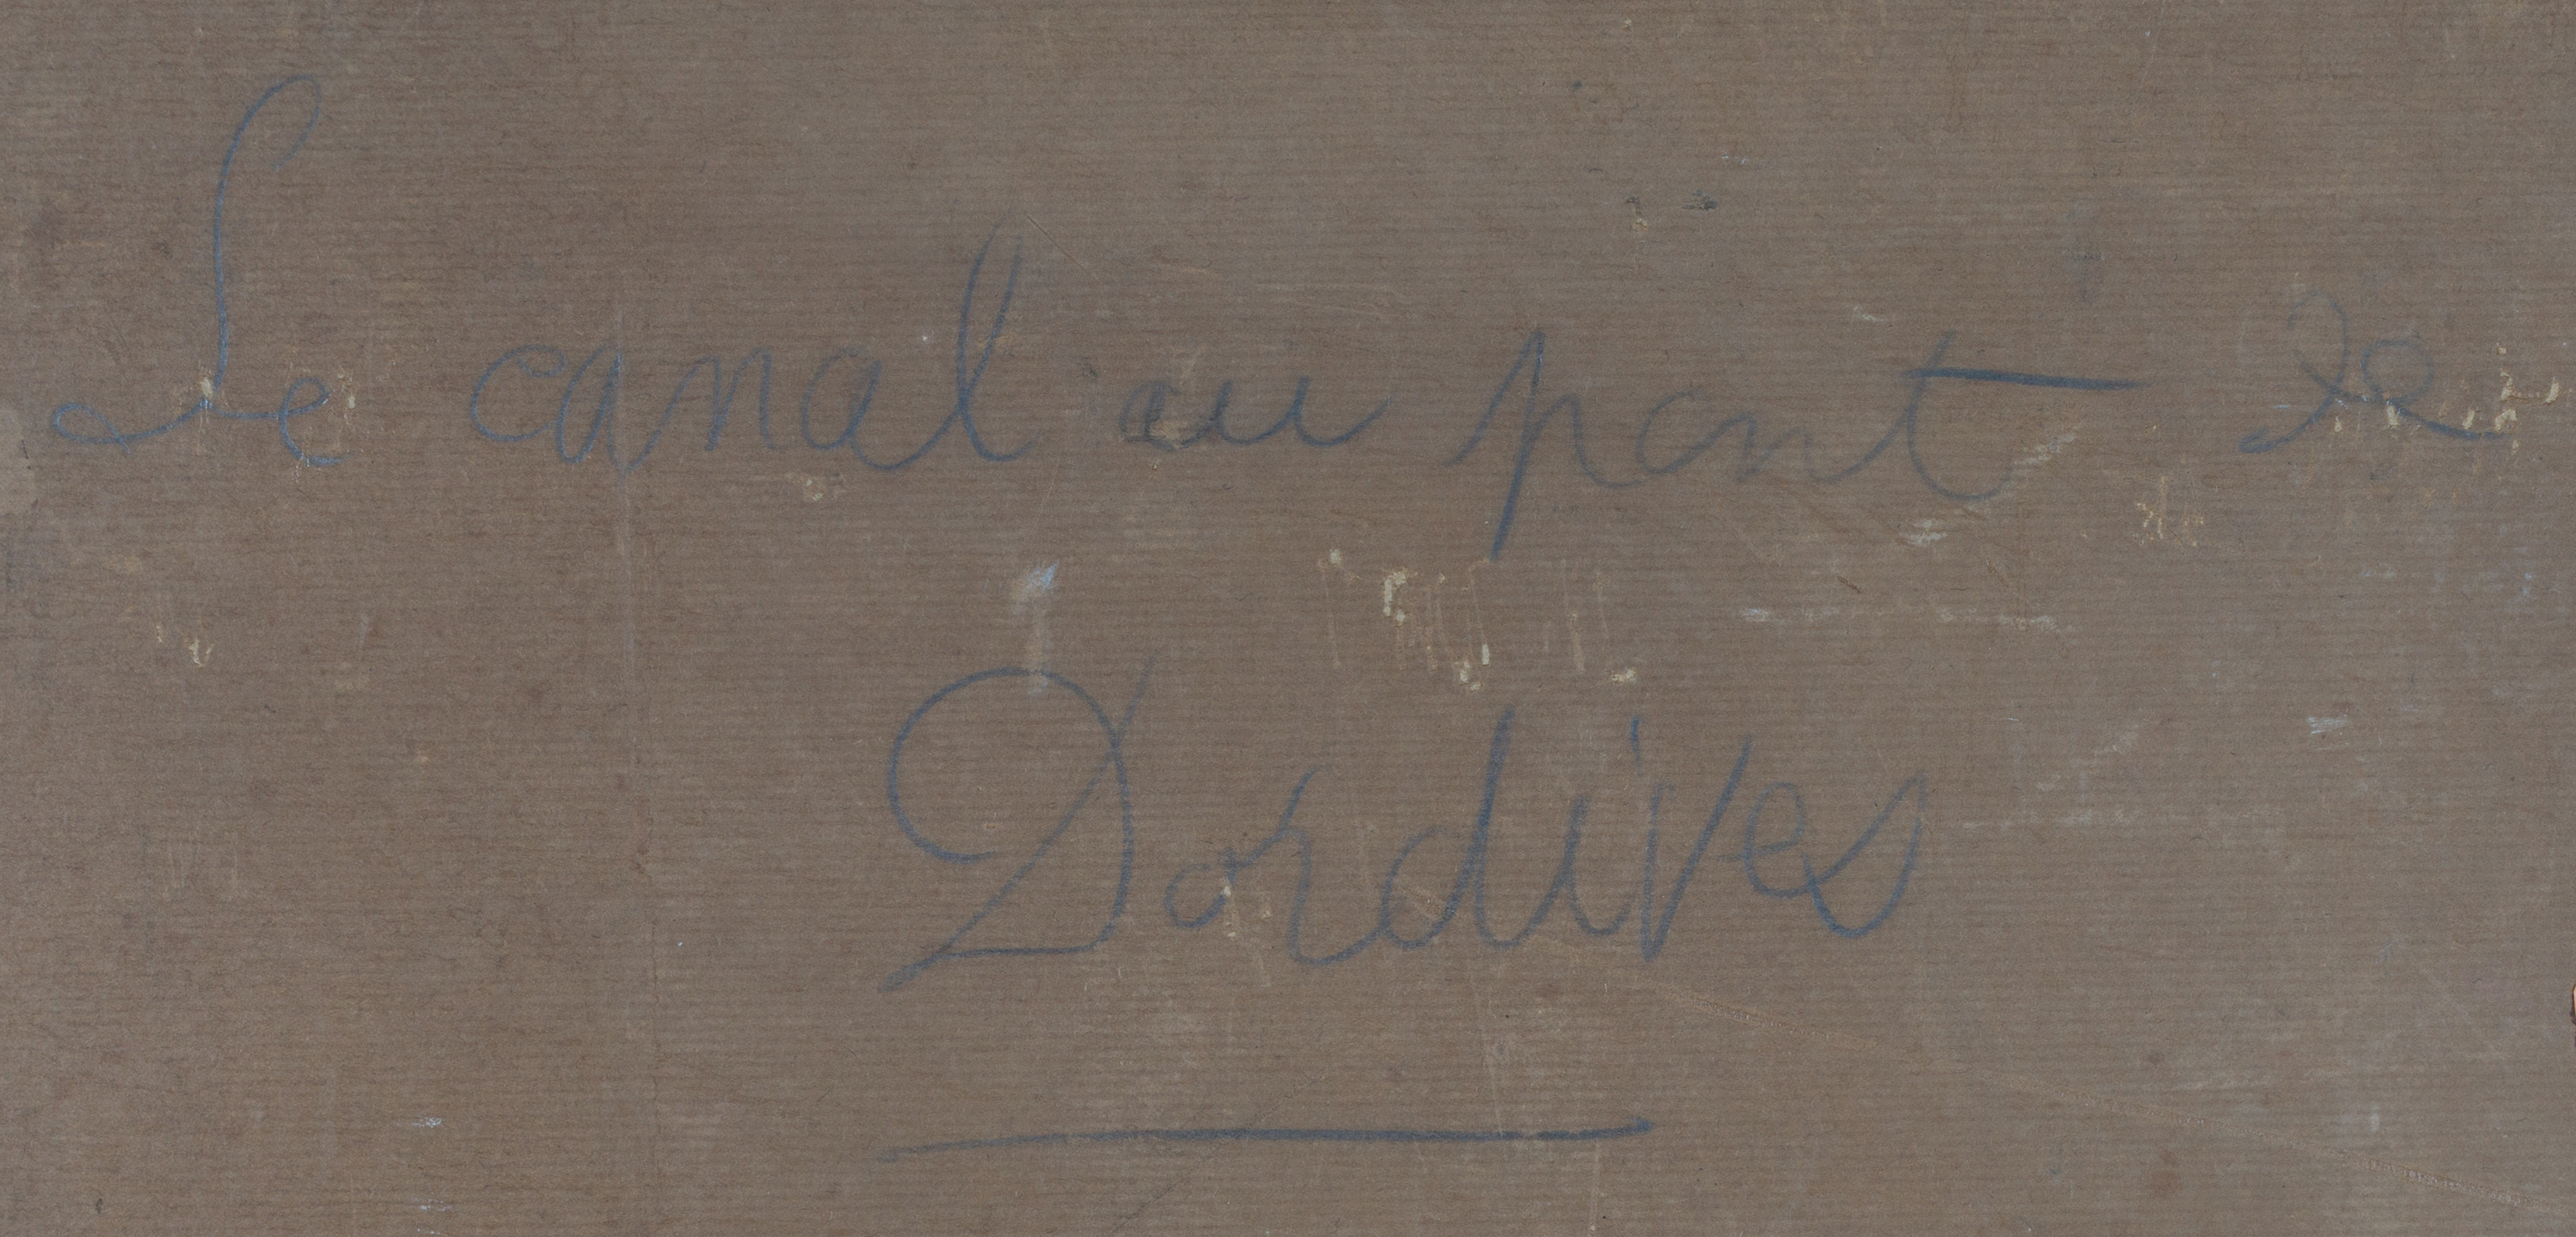 Le canal au pont de
Dordives